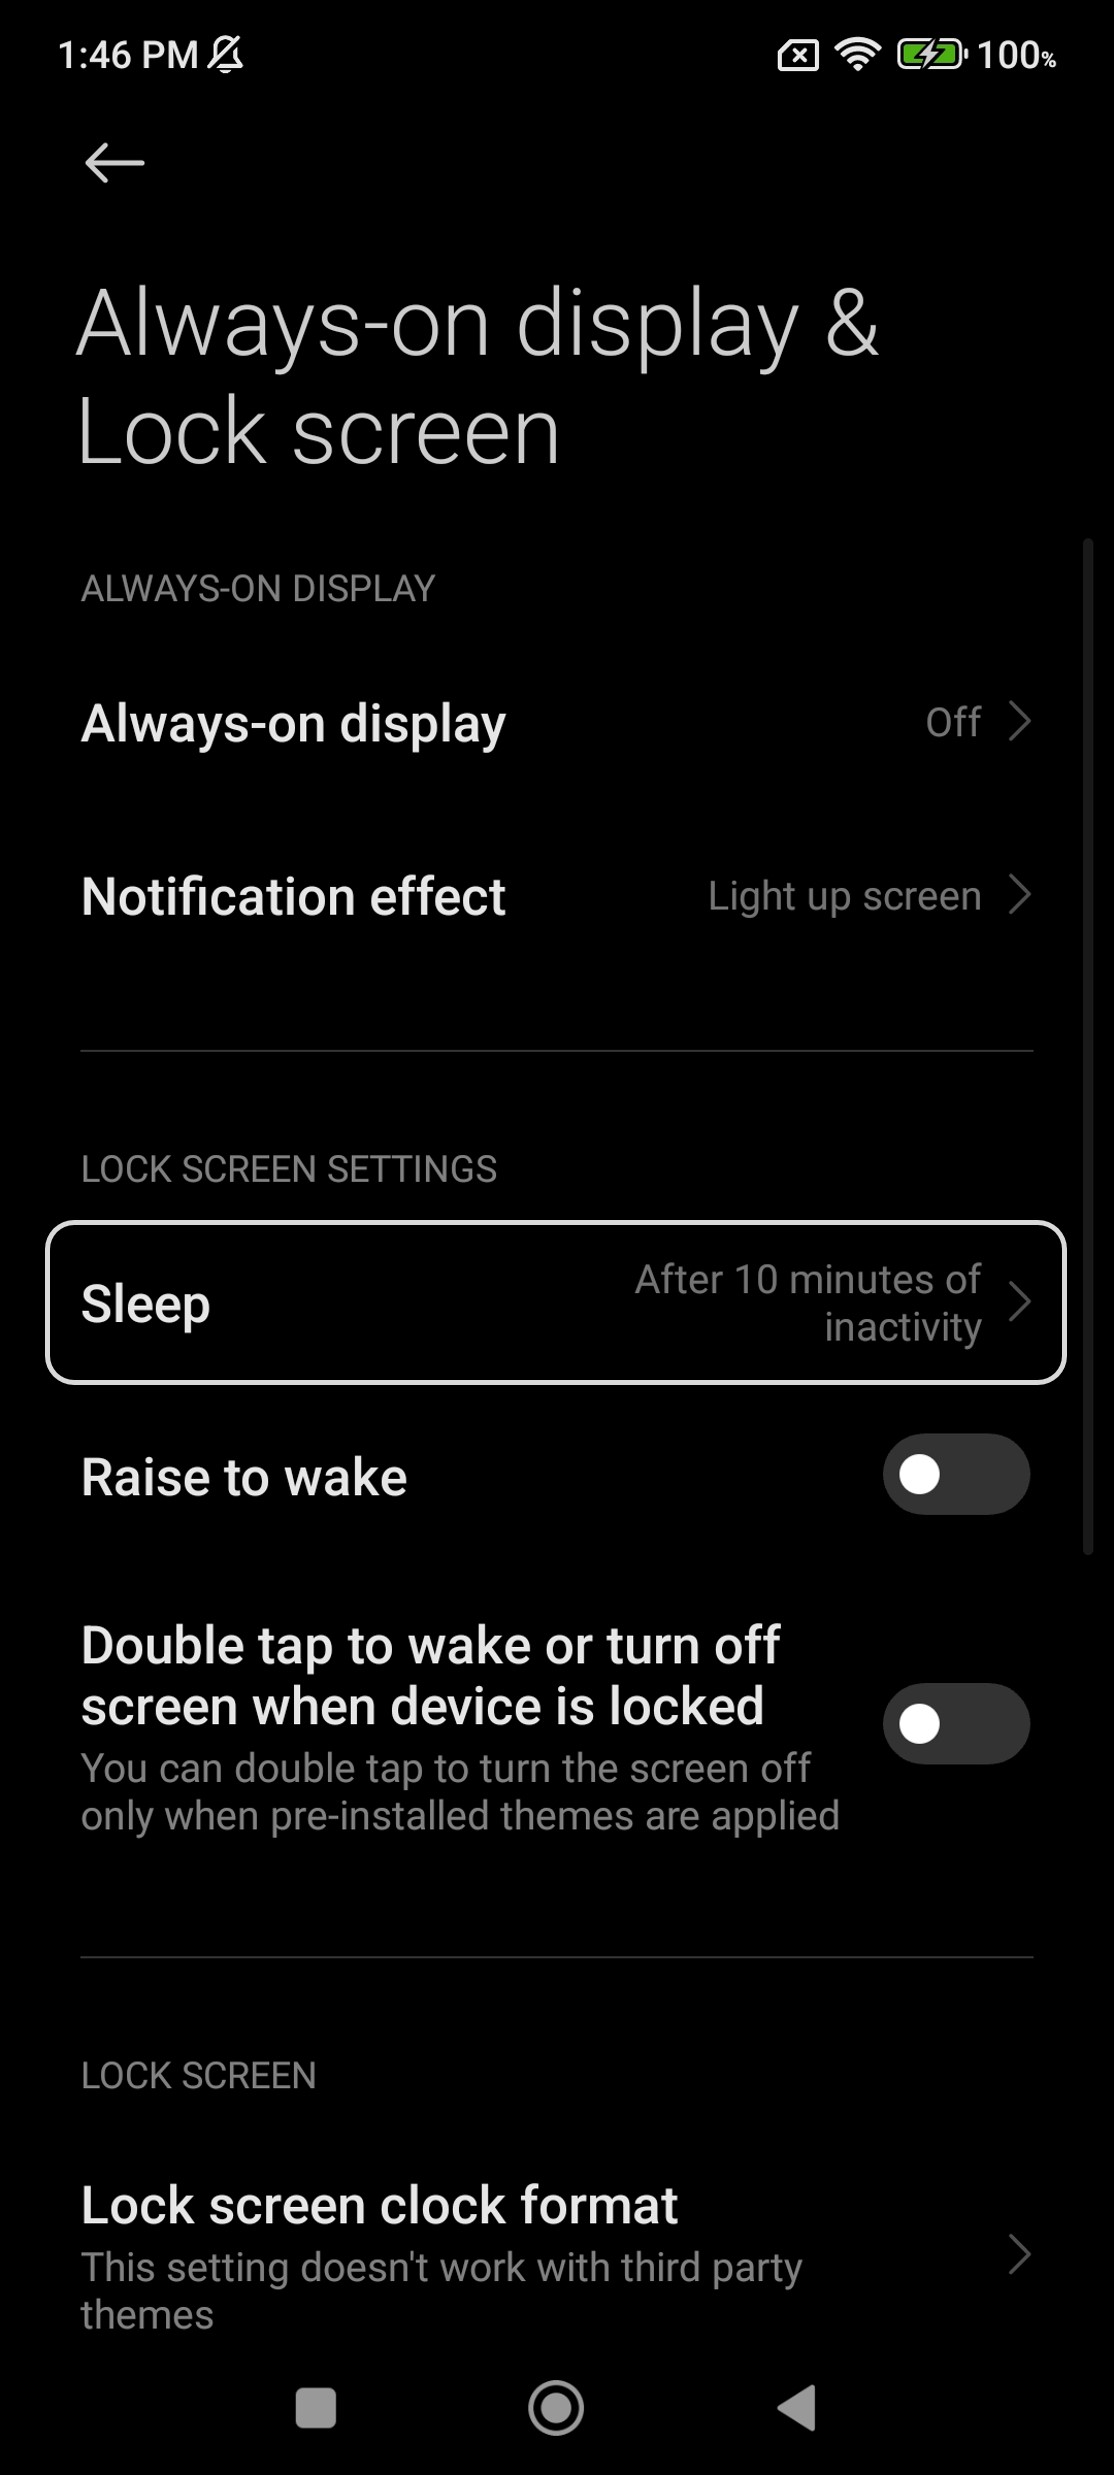 1:46 PM 100%
Always-on display &
Lock screen
ALWAYS-ON DISPLAY
Always-on display Off
Notification effect Light up screen
LOCK SCREEN SETTINGS
Sleep After 10 minutes of
inactivity
Raise to wake
Double tap to wake or turn off
screen when device is locked
You can double tap to turn the screen off
only when pre-installed themes are applied
LOCK SCREEN
Lock screen clock format
This setting doesn't work with third party
themes